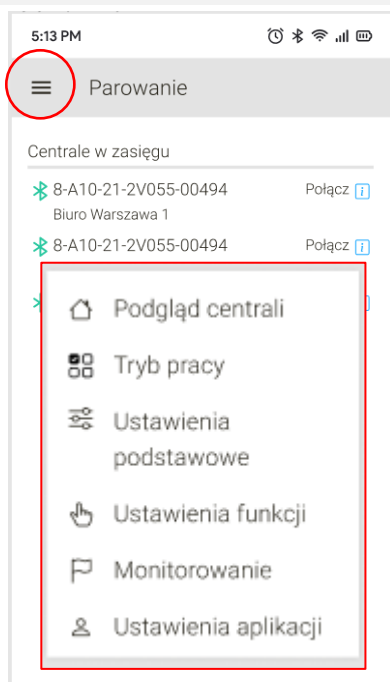 5:13 PM
Parowanie
Centrale w zasięgu
8-A10-21-2V055-00494 Połącz i
Biuro Warszawa 1
8-A10-21-2V055-00494 Połącz i
Podgląd centrali
Tryb pracy
Ustawienia
podstawowe
Ustawienia funkcji
Monitorowanie
Ustawienia aplikacji